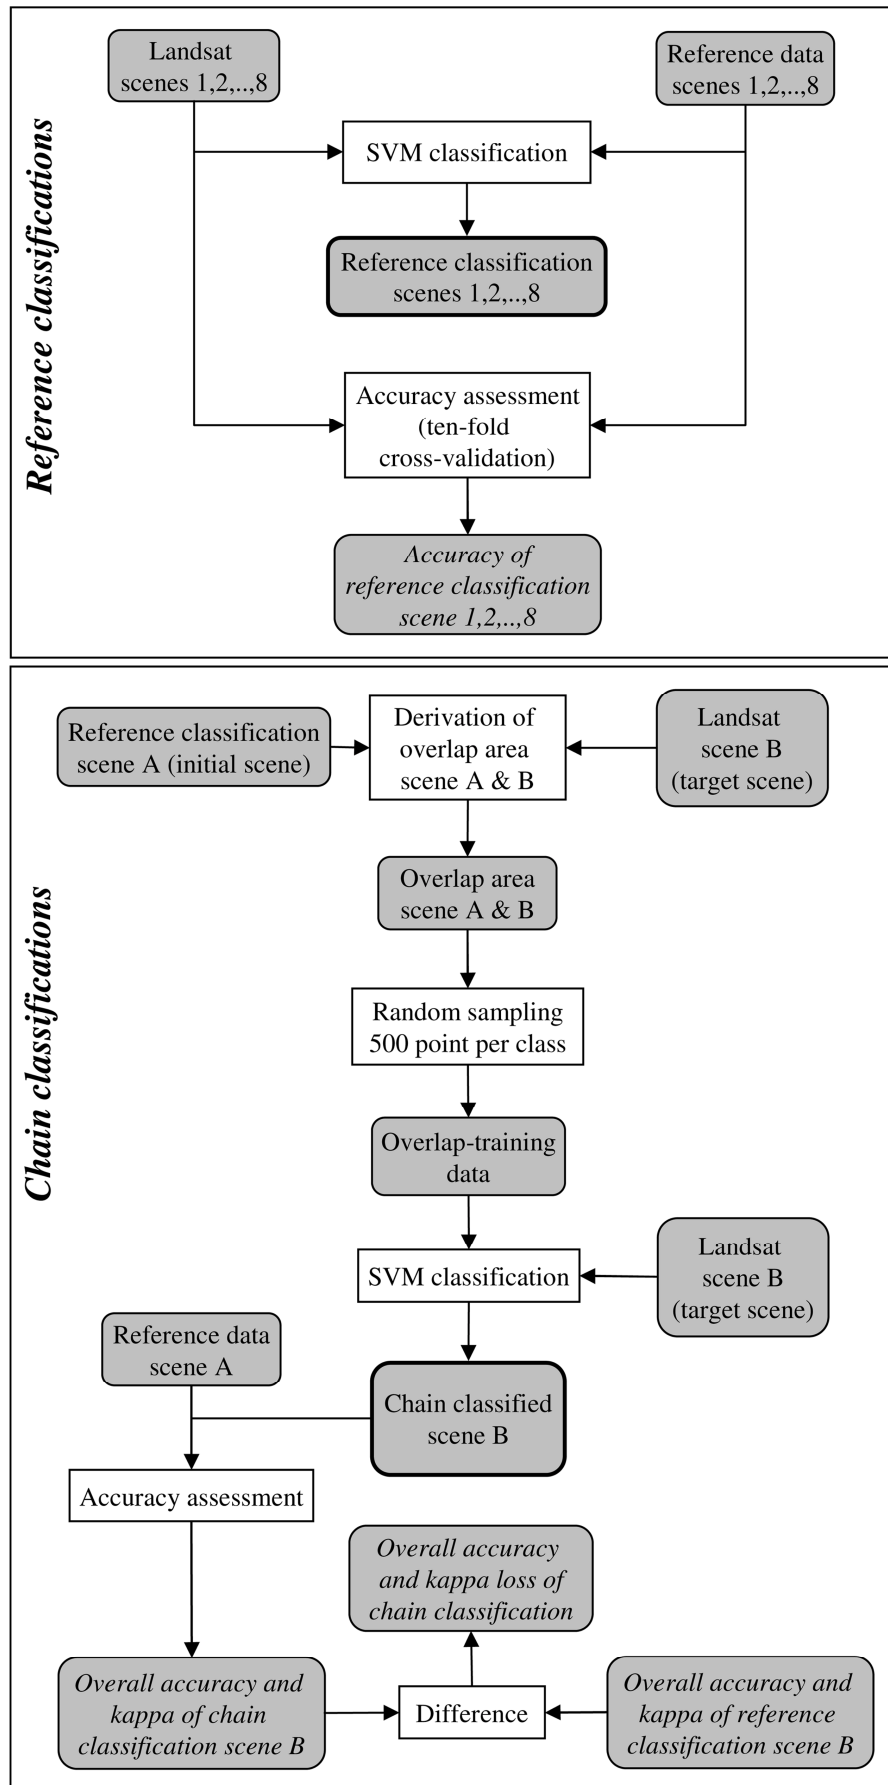 Reference classifications
Landsat
scenes 1,2,..,8
Reference data
scenes 1,2,..,8
SVM classification
Reference classification
scenes 1,2,..,8
Accuracy assessment
(ten-fold
cross-validation)
Accuracy of
reference classification
scene 1,2,..,8
Chain classifications
Reference classification
scene A (initial scene)
Derivation of
overlap area
scene A & B
Landsat
scene B
(target scene)
Overlap area
scene A & B
Random sampling
500 point per class
Overlap-training
data
SVM classification
Landsat
scene B
(target scene)
Reference data
scene A
Chain classified
scene B
Accuracy assessment
Overall accuracy
and kappa loss of
chain classification
Overall accuracy and
kappa of chain
classification scene B
Difference
Overall accuracy and
kappa of reference
classification scene B